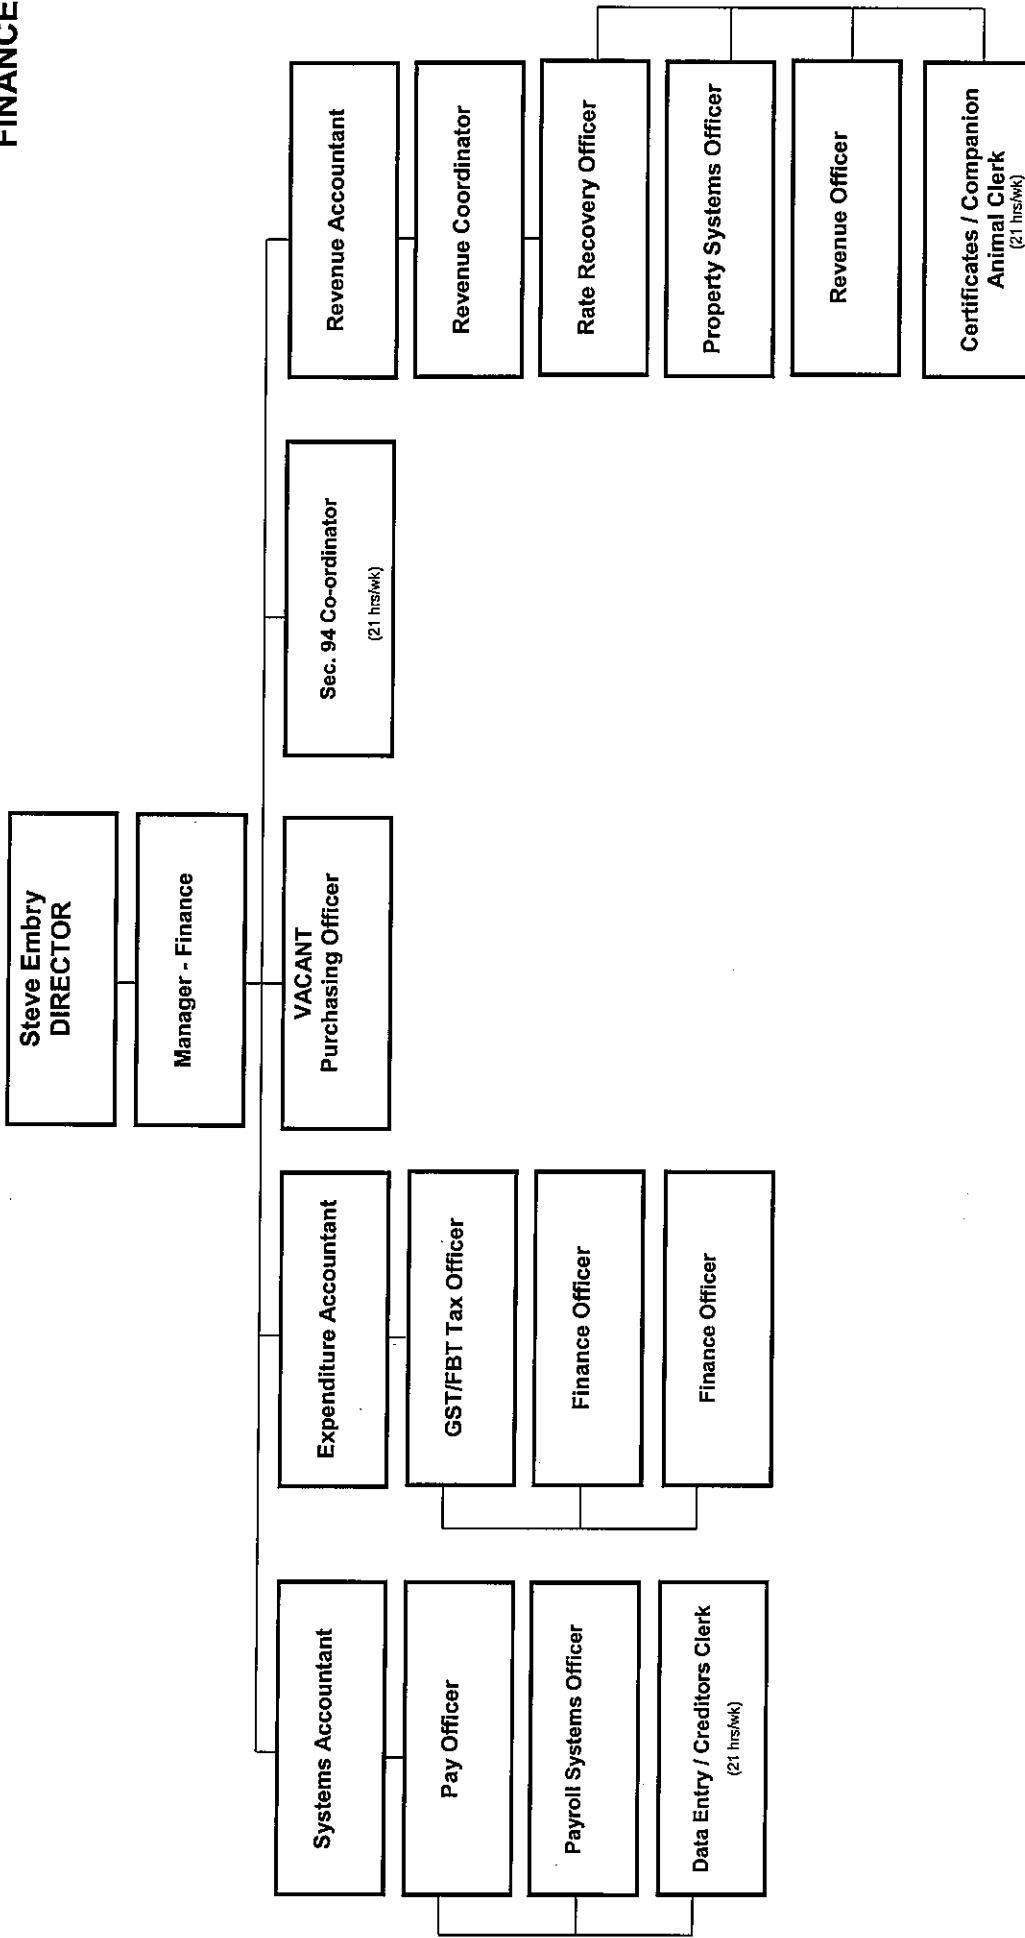 FINANCE
Steve Embry
DIRECTOR
Manager - Finance
Systems Accountant
Pay Officer
Payroll Systems Officer
Data Entry / Creditors Clerk
(21 hrs/wk)
Expenditure Accountant
GST/FBT Tax Officer
Finance Officer
Finance Officer
VACANT
Purchasing Officer
Sec. 94 Co-ordinator
(21 hrs/wk)
Revenue Accountant
Revenue Coordinator
Rate Recovery Officer
Property Systems Officer
Revenue Officer
Certificates / Companion
Animal Clerk
(21 hrs/wk)